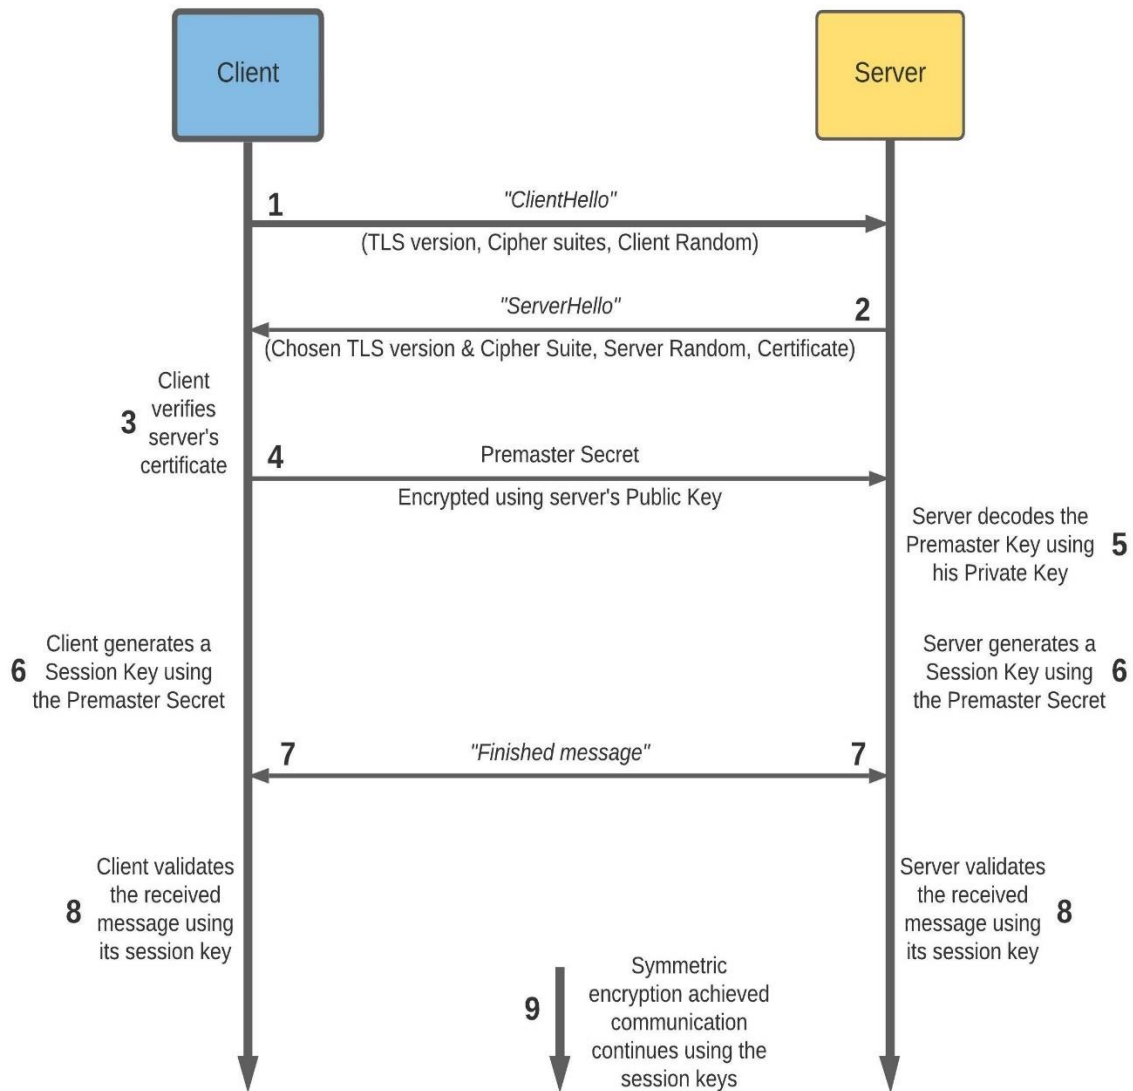 Client
Server
1
"ClientHello"
(TLS version, Cipher suites, Client Random)
"ServerHello"
2
(Chosen TLS version & Cipher Suite, Server Random, Certificate)
3
Client
verifies
server's
certificate
4
Premaster Secret
Encrypted using server's Public Key
Server decodes the
Premaster Key using
his Private Key
5
6
Client generates a
Session Key using
the Premaster Secret
Server generates a
Session Key using
the Premaster Secret
6
7
"Finished message"
7
8
Client validates
the received
message using
its session key
Server validates
the received
message using
its session key
8
9
Symmetric
encryption achieved
communication
continues using the
session keys